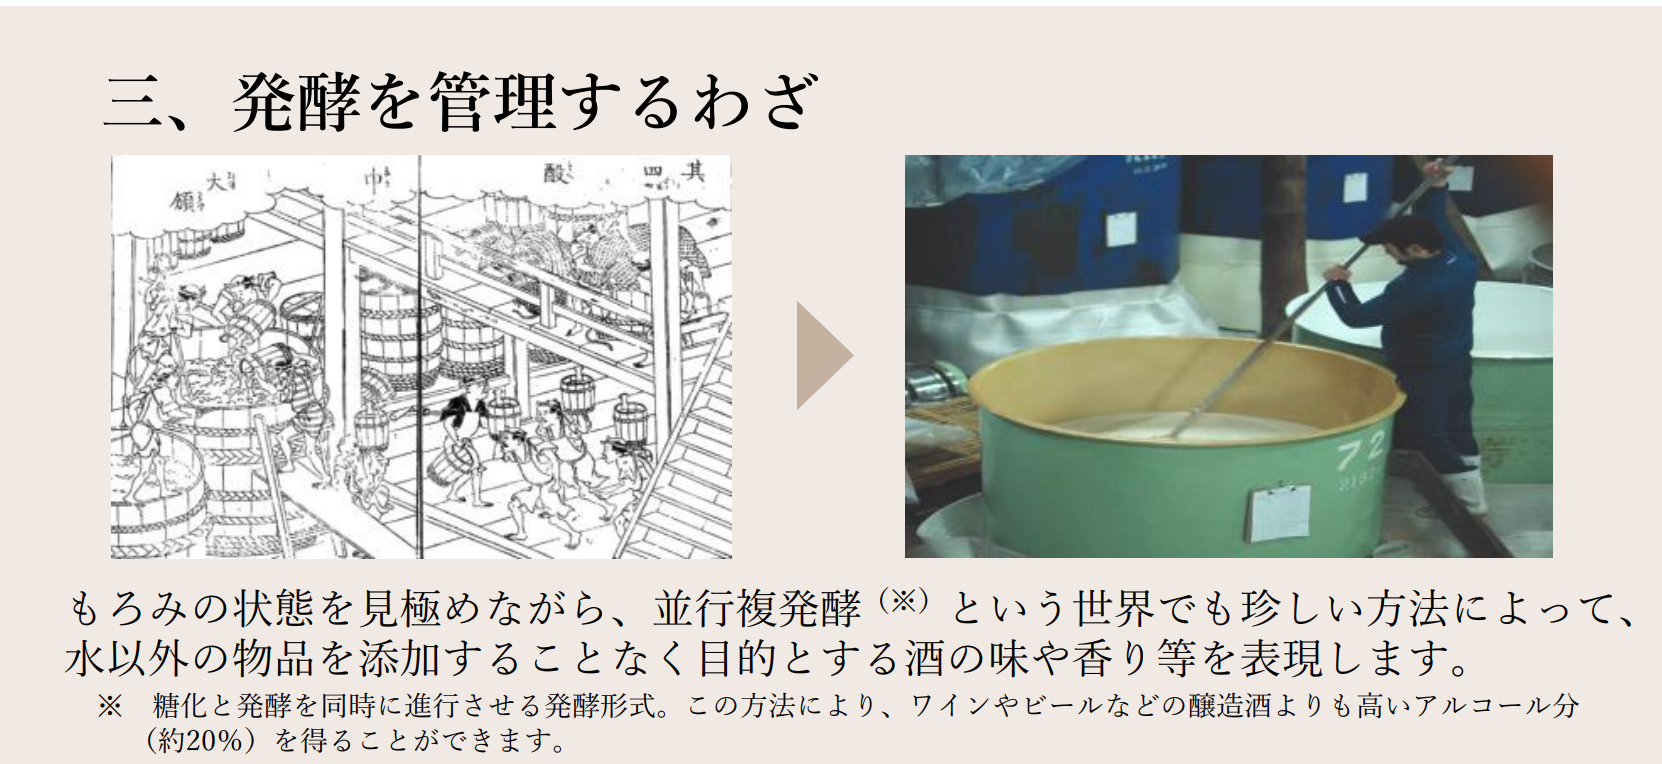 三、発酵を管理するわざ
其四 酘
巾
大頒
72
もろみの状態を見極めながら、並行複発酵（※）という世界でも珍しい方法によって、
水以外の物品を添加することなく目的とする酒の味や香り等を表現します。
※　糖化と発酵を同時に進行させる発酵形式。この方法により、ワインやビールなどの醸造酒よりも高いアルコール分
（約20％）を得ることができます。